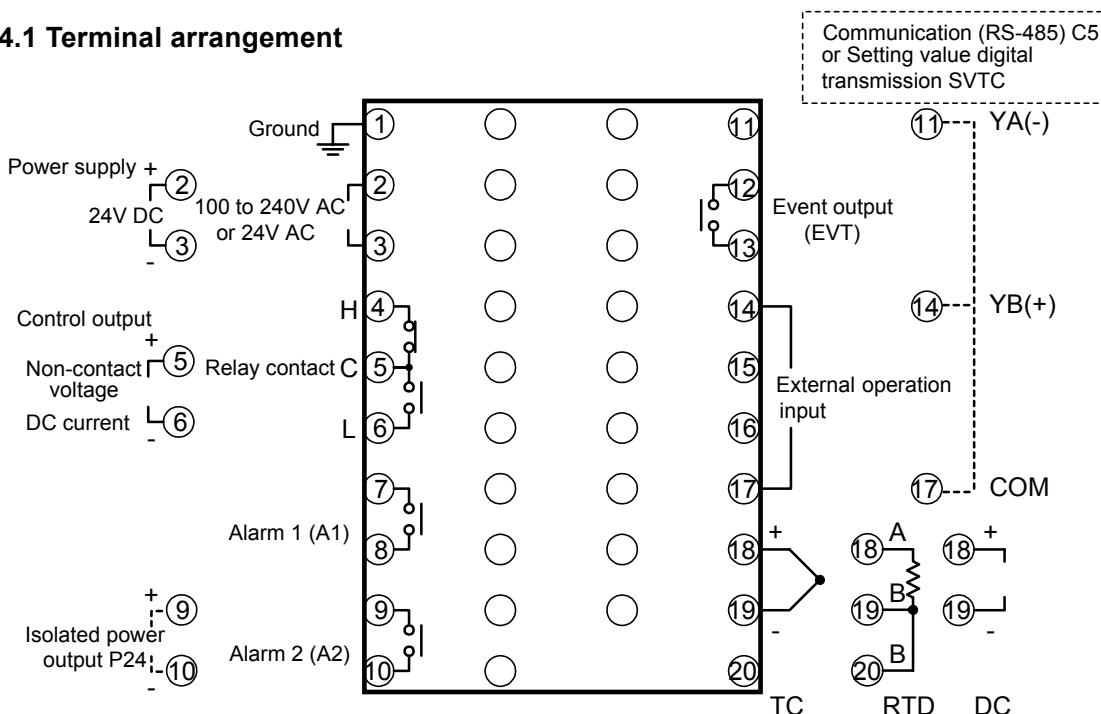 4.1 Terminal arrangement
Communication (RS-485) C5
or Setting value digital
transmission SVTC
Ground
1
11
11
YA(-)
Power supply +
2
24V DC
3
-
100 to 240V AC
or 24V AC
2
3
12
13
Event output
(EVT)
Control output
+
5
Non-contact
voltage
DC current
6
-
Relay contact
H
4
C
5
L
6
14
15
16
17
External operation
input
14
YB(+)
17
COM
Alarm 1 (A1)
7
8
+
9
Isolated power
output P24
10
-
Alarm 2 (A2)
9
10
+
18
19
-
20
TC
18
A
19
B
20
B
RTD
18
+
19
-
DC